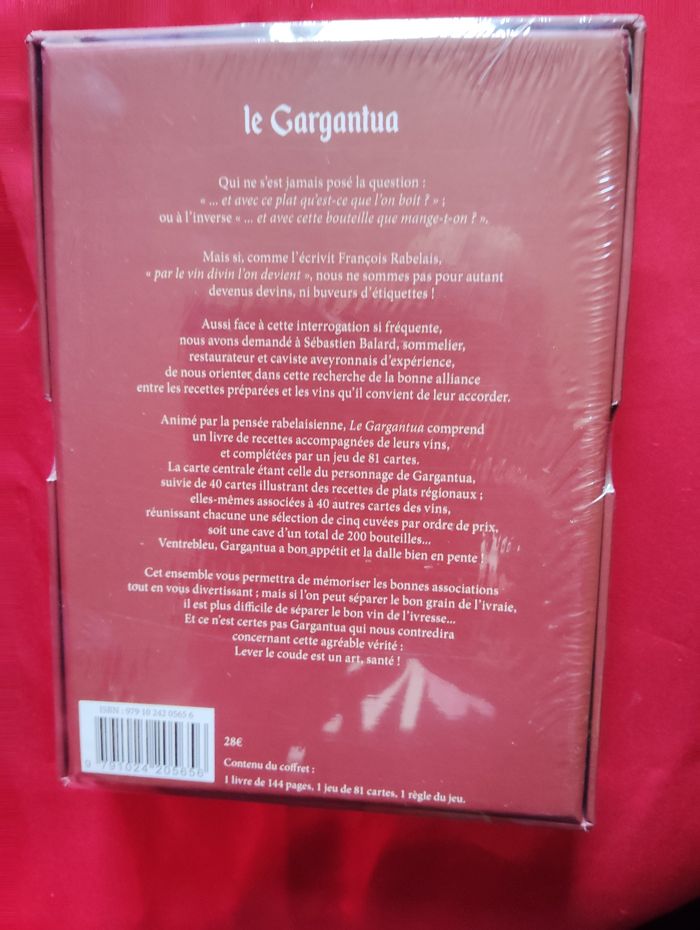 le Gargantua
Qui ne s'est jamais posé la question :
« ... et avec ce plat qu'est-ce que l'on boit ? » ;
ou à l'inverse « ... et avec cette bouteille que mange-t-on ? ».
Mais si, comme l'écrivit François Rabelais,
« par le vin divin l'on devient », nous ne sommes pas pour autant
devenus devins, ni buveurs d'étiquettes !
Aussi face à cette interrogation si fréquente,
nous avons demandé à Sébastien Balard, sommelier,
restaurateur et caviste aveyronnais d'expérience,
de nous orienter dans cette recherche de la bonne alliance
entre les recettes préparées et les vins qu'il convient de leur accorder.
Animé par la pensée rabelaisienne, Le Gargantua comprend
un livre de recettes accompagnées de leurs vins,
et complétées par un jeu de 81 cartes.
La carte centrale étant celle du personnage de Gargantua,
suivie de 40 cartes illustrant des recettes de plats régionaux ;
elles-mêmes associées à 40 autres cartes des vins,
réunissant chacune une sélection de cinq cuvées par ordre de prix,
soit une cave d'un total de 200 bouteilles...
Ventrebleu, Gargantua a bon appétit et la dalle bien en pente !
Cet ensemble vous permettra de mémoriser les bonnes associations
tout en vous divertissant ; mais si l'on peut séparer le bon grain de l'ivraie,
il est plus difficile de séparer le bon vin de l'ivresse...
Et ce n'est certes pas Gargantua qui nous contredira
concernant cette agréable vérité :
Lever le coude est un art, santé !
ISBN : 979 10 242 0565 6
9 791024 205656
28€
Contenu du coffret :
1 livre de 144 pages, 1 jeu de 81 cartes, 1 règle du jeu.